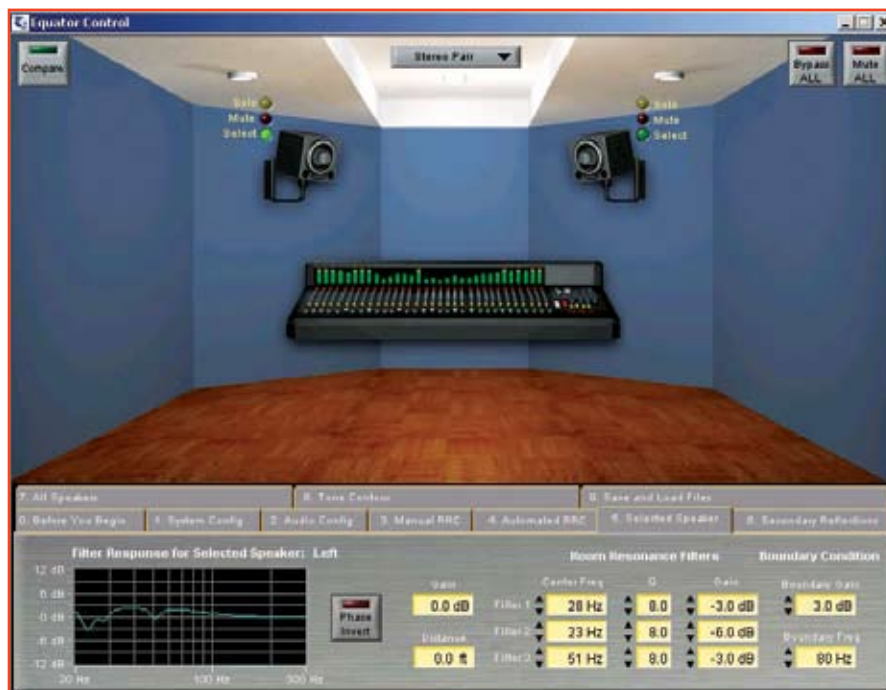 Equator Control
Compare
Stereo Pair
Bypass ALL
Mute ALL
Solo
Mute
Select
Solo
Mute
Select
7. All Speakers
8. Tone Contour
9. Save and Load Files
0. Before You Begin
1. System Config
2. Audio Config
3. Manual RRC
4. Automated RRC
5. Selected Speaker
6. Secondary Reflections
Filter Response for Selected Speaker: Left
Room Resonance Filters
Boundary Condition
12 dB
6 dB
-0 dB
-6 dB
-12 dB
20 Hz
100 Hz
300 Hz
Phase Invert
Gain
0.0 dB
Distance
0.0 ft
Center Freq
Q
Gain
Filter 1
28 Hz
8.0
-3.0 dB
Filter 2
23 Hz
8.0
-6.0 dB
Filter 3
51 Hz
8.0
-3.0 dB
Boundary Gain
3.0 dB
Boundary Freq
80 Hz